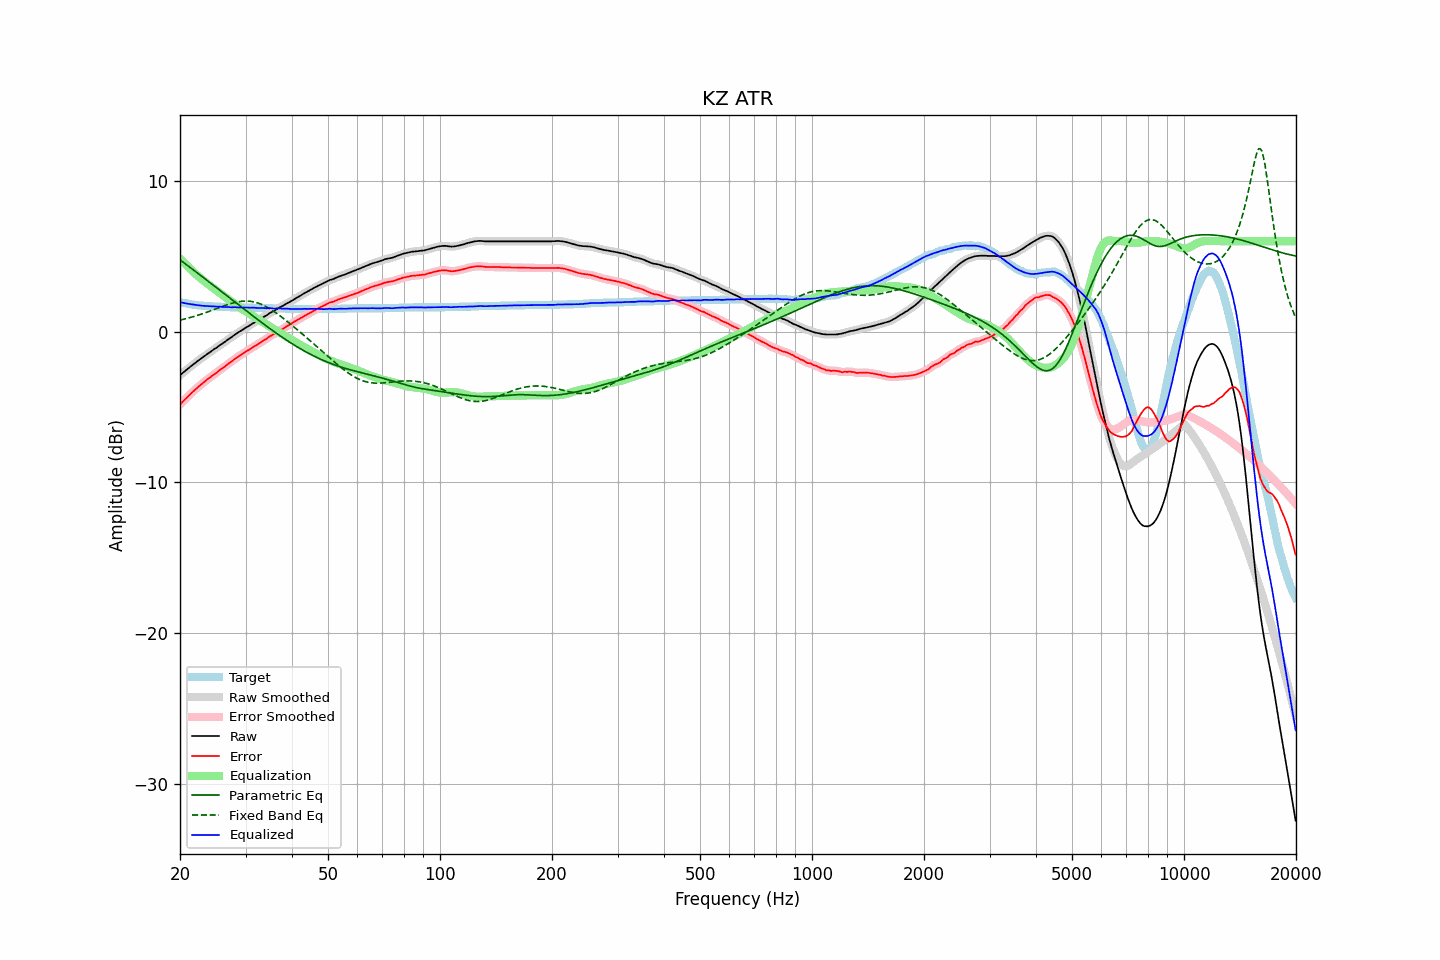 KZ ATR
Amplitude (dBr)
10
0
−10
−20
−30
Target
Raw Smoothed
Error Smoothed
Raw
Error
Equalization
Parametric Eq
Fixed Band Eq
Equalized
20 50 100 200 500 1000 2000 5000 10000 20000
Frequency (Hz)